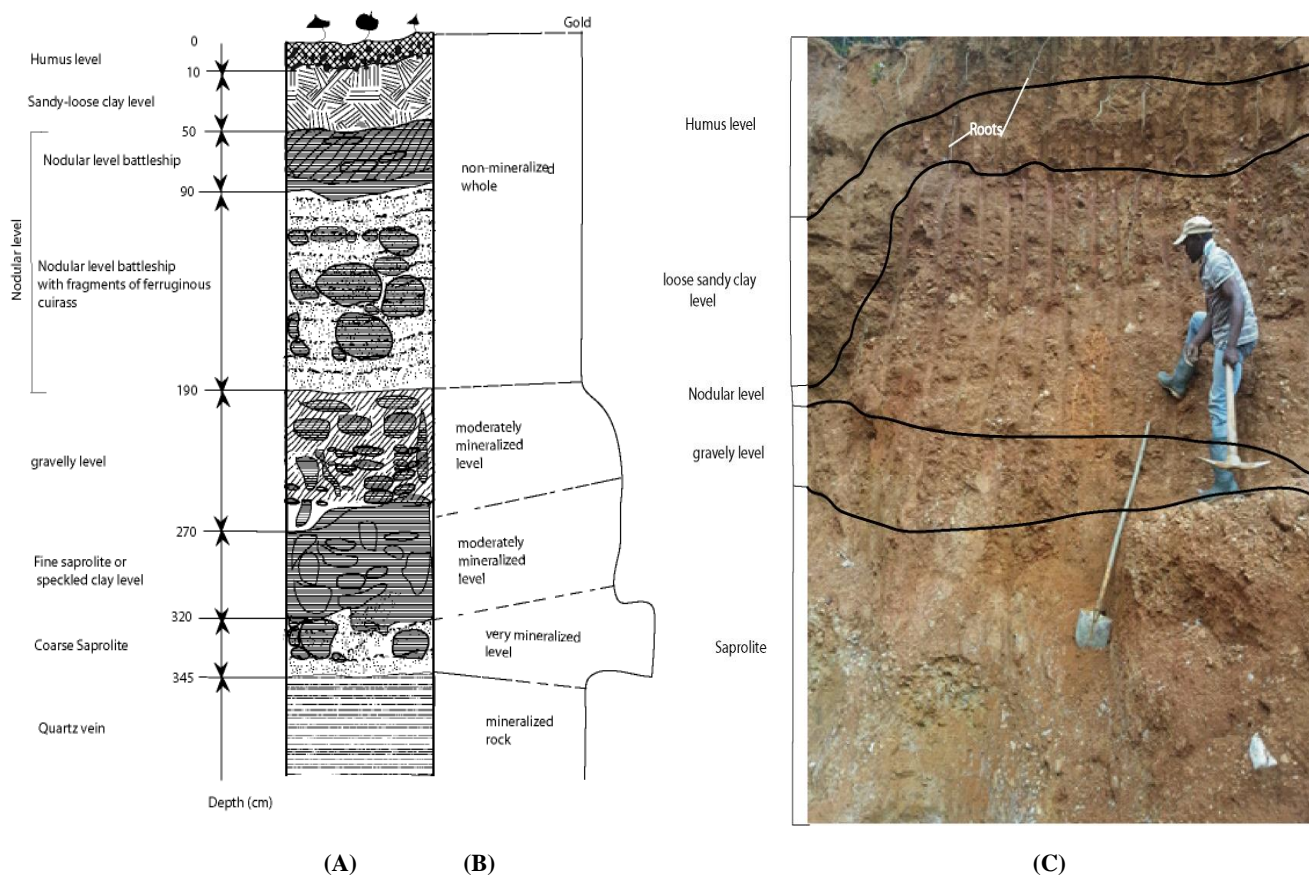 Gold
0
Humus level
10
Sandy-loose clay level
50
Nodular level battleship
90
Nodular level
Nodular level battleship
with fragments of ferruginous
cuirass
190
gravelly level
270
Fine saprolite or
speckled clay level
320
Coarse Saprolite
345
Quartz vein
Depth (cm)
non-mineralized
whole
moderately
mineralized
level
moderately
mineralized
level
very mineralized
level
mineralized
rock
Humus level
Roots
loose sandy clay
level
Nodular level
gravely level
Saprolite
(A)
(B)
(C)